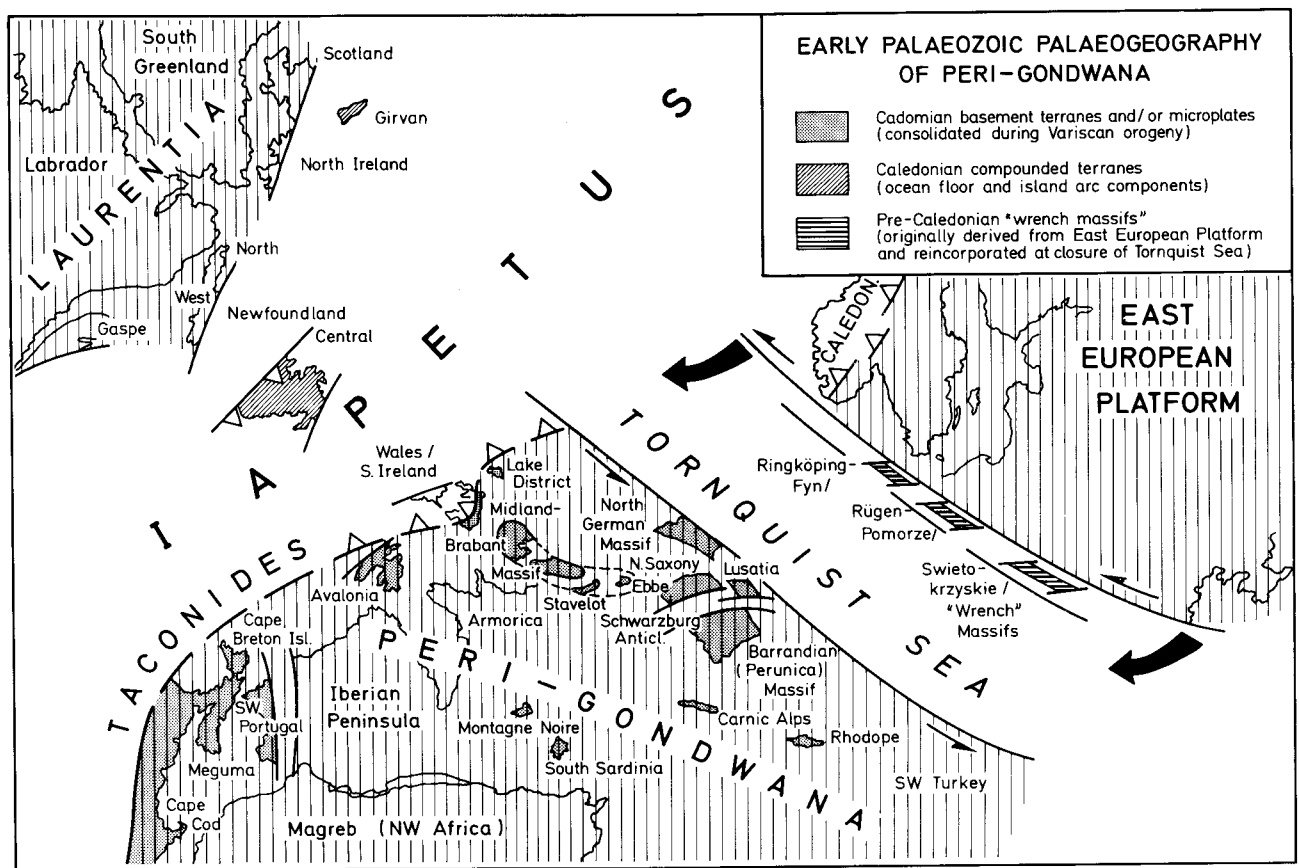 EARLY PALAEOZOIC PALAEOGEOGRAPHY
OF PERI-GONDWANA
Cadomian basement terranes and/or microplates
(consolidated during Variscan orogeny)
Caledonian compounded terranes
(ocean floor and island arc components)
Pre-Caledonian "wrench massifs"
(originally derived from East European Platform
and reincorporated at closure of Tornquist Sea)
South
Greenland
Scotland
Girvan
North Ireland
Labrador
LAURENTIA
North
West
Newfoundland
Central
Gaspe
IAPETUS
CALEDON.
EAST
EUROPEAN
PLATFORM
TORNQUIST SEA
Ringköping-
Fyn/
Rügen-
Pomorze/
Swieto-
krzyskie/
"Wrench"
Massifs
Wales/
S. Ireland
Lake
District
Midland-
Brabant
Massif
North
German
Massif
N. Saxony
Lusatia
Ebbe
Stavelot
Schwarzburg
Anticl.
Barrandian
(Perunica)
Massif
TACONIDES
Avalonia
Armorica
PERI-GONDWANA
Cape
Breton Isl.
SW
Portugal
Iberian
Peninsula
Meguma
Cape
Cod
Montagne Noire
South Sardinia
Carnic Alps
Rhodope
SW Turkey
Magreb (NW Africa)